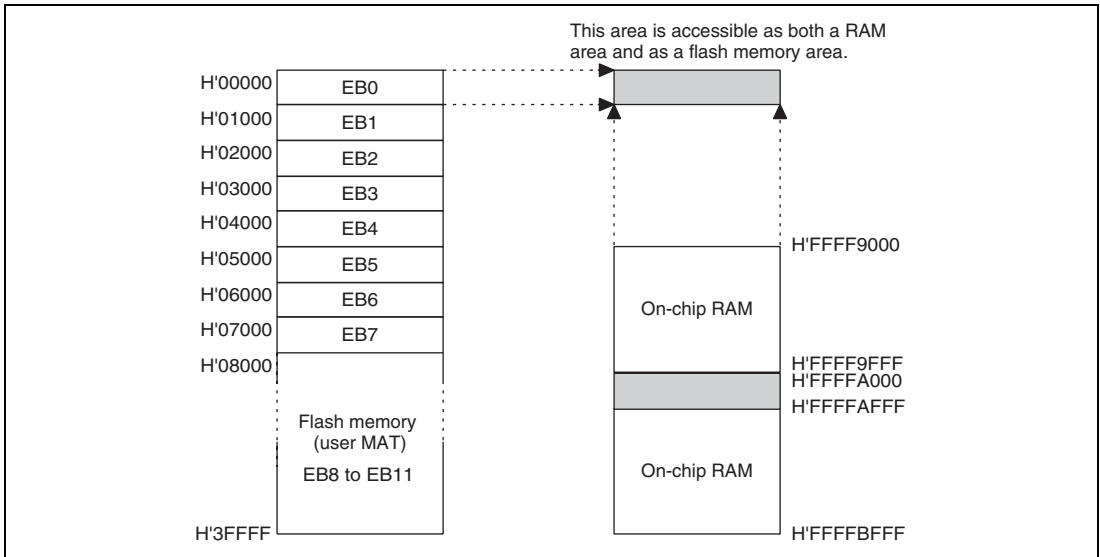 This area is accessible as both a RAM
area and as a flash memory area.
H'00000
EB0
H'01000
EB1
H'02000
EB2
H'03000
EB3
H'04000
EB4
H'05000
EB5
H'06000
EB6
H'07000
EB7
H'08000
Flash memory
(user MAT)
EB8 to EB11
H'3FFFF
H'FFFF9000
On-chip RAM
H'FFFF9FFF
H'FFFFA000
H'FFFFAFFF
On-chip RAM
H'FFFFBFFF